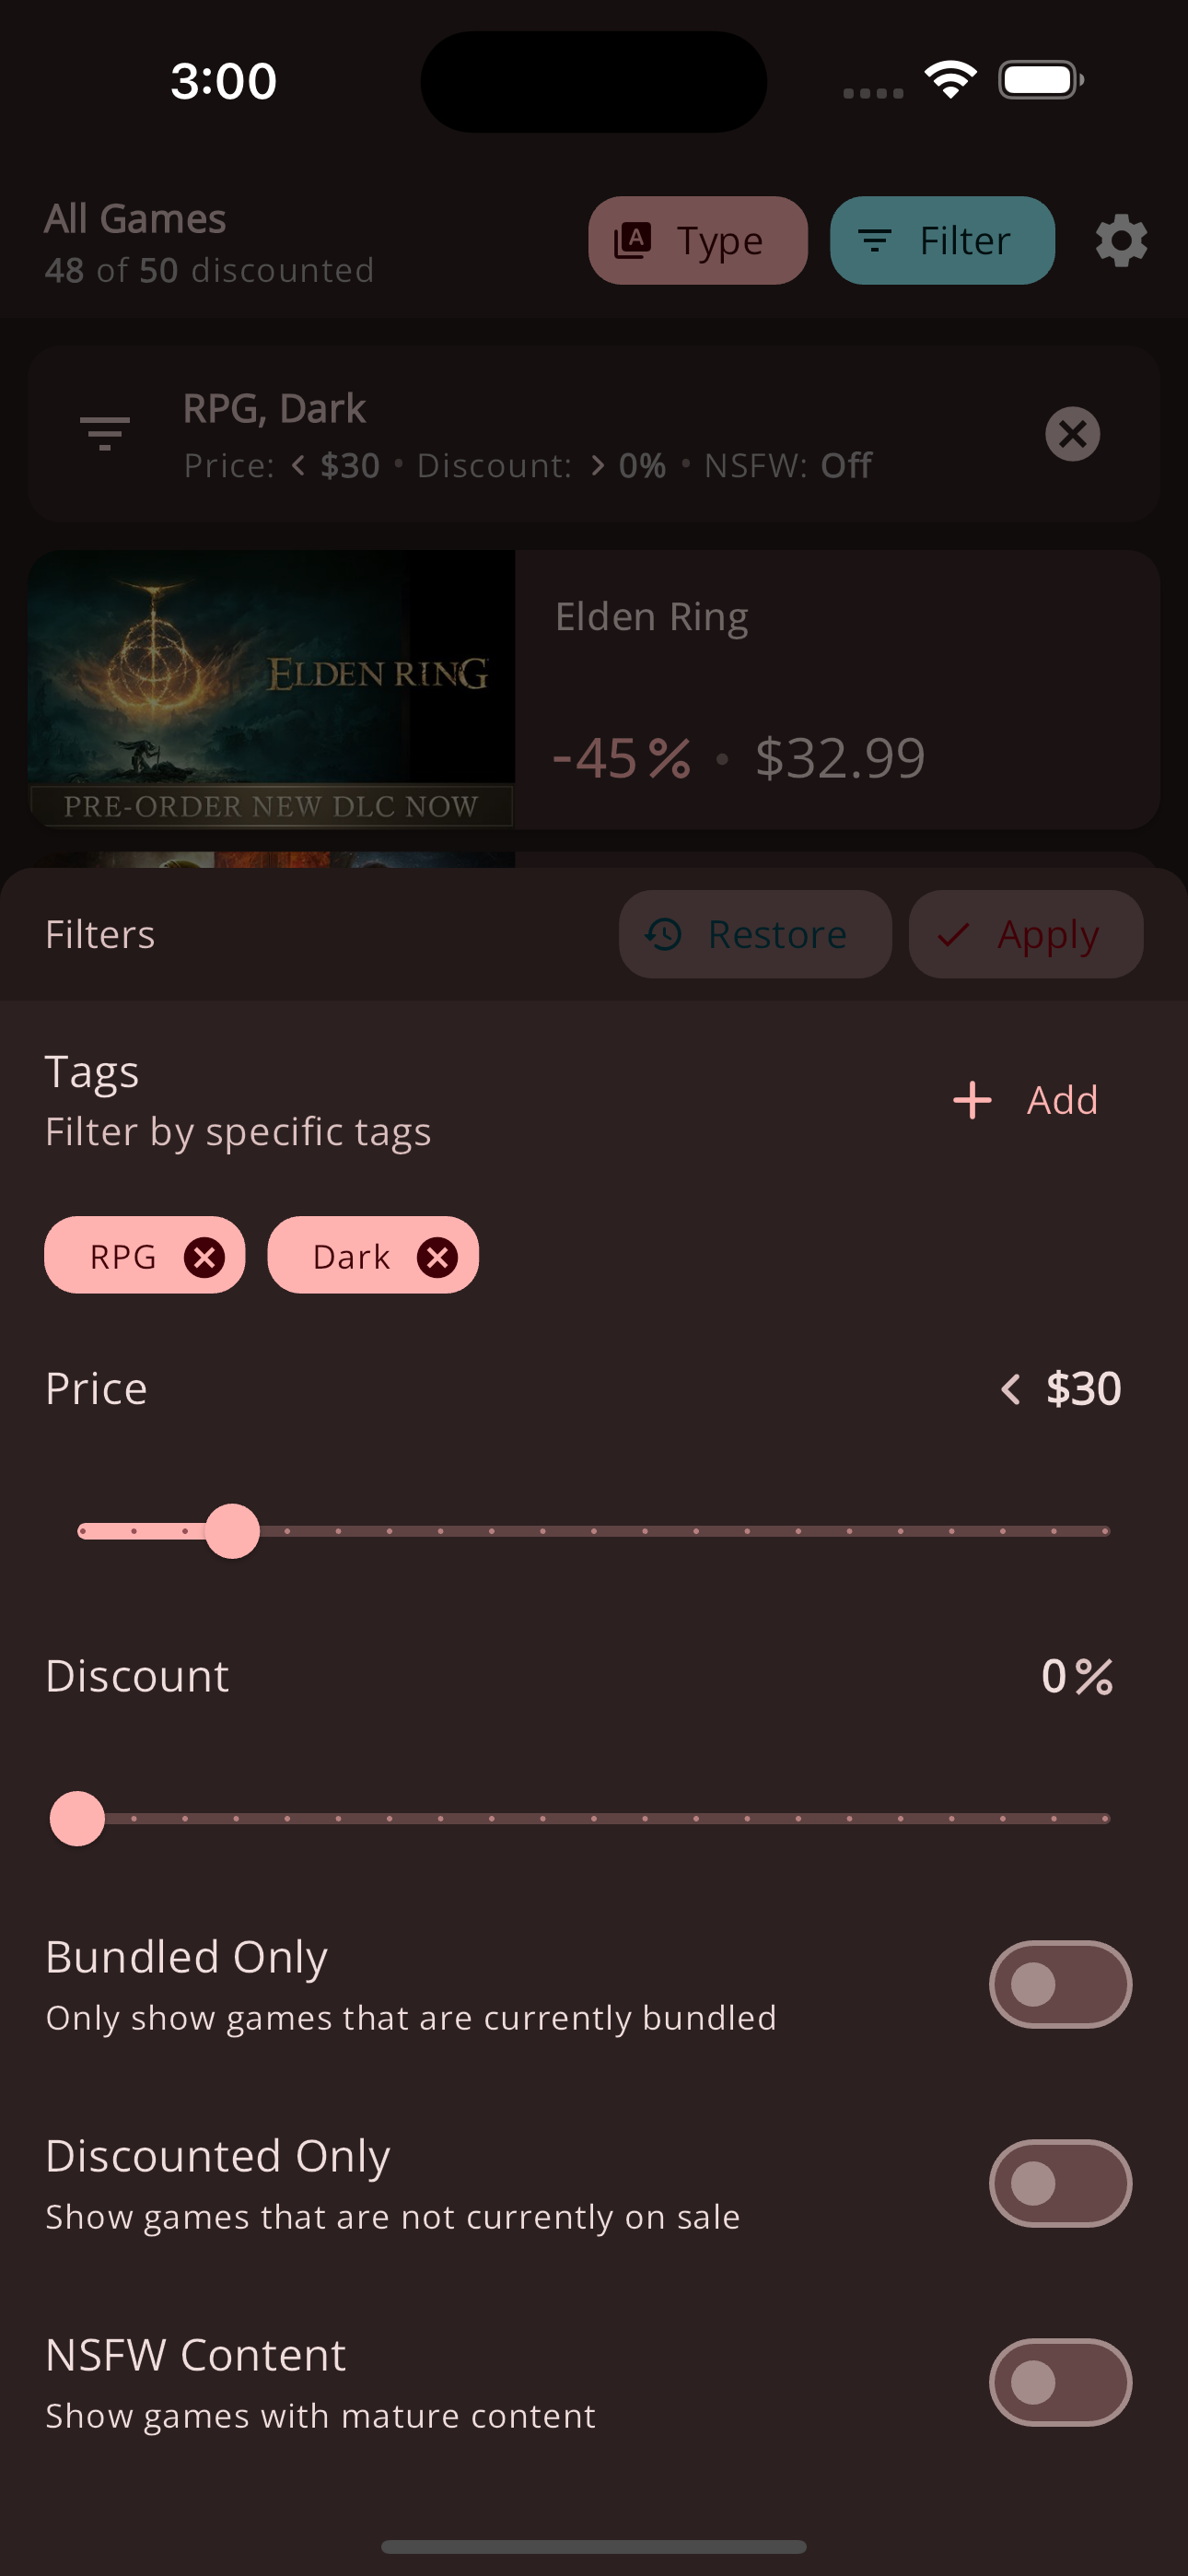 3:00
All Games
48 of 50 discounted
Type
Filter
RPG, Dark
Price: < $30 • Discount: > 0% • NSFW: Off
ELDEN RING
PRE-ORDER NEW DLC NOW
Elden Ring
-45% • $32.99
Filters
Restore
Apply
Tags
Filter by specific tags
Add
RPG
Dark
Price
< $30
Discount
0%
Bundled Only
Only show games that are currently bundled
Discounted Only
Show games that are not currently on sale
NSFW Content
Show games with mature content